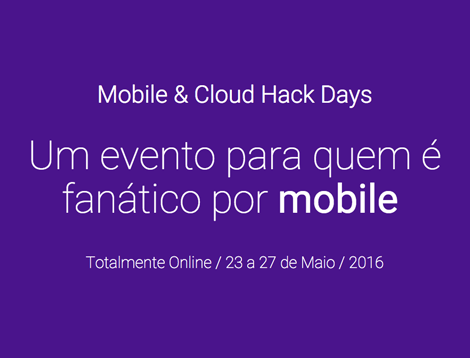 Mobile & Cloud Hack Days
Um evento para quem é
fanático por mobile
Totalmente Online / 23 a 27 de Maio / 2016